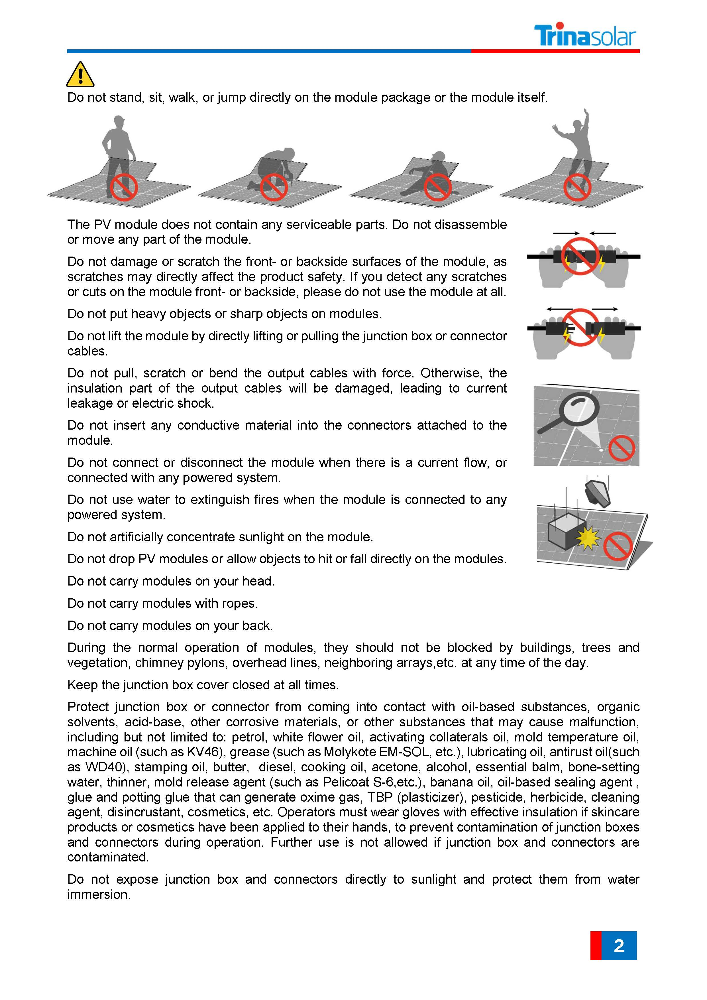 Trinasolar
Do not stand, sit, walk, or jump directly on the module package or the module itself.
The PV module does not contain any serviceable parts. Do not disassemble
or move any part of the module.
Do not damage or scratch the front- or backside surfaces of the module, as
scratches may directly affect the product safety. If you detect any scratches
or cuts on the module front- or backside, please do not use the module at all.
Do not put heavy objects or sharp objects on modules.
Do not lift the module by directly lifting or pulling the junction box or connector
cables.
Do not pull, scratch or bend the output cables with force. Otherwise, the
insulation part of the output cables will be damaged, leading to current
leakage or electric shock.
Do not insert any conductive material into the connectors attached to the
module.
Do not connect or disconnect the module when there is a current flow, or
connected with any powered system.
Do not use water to extinguish fires when the module is connected to any
powered system.
Do not artificially concentrate sunlight on the module.
Do not drop PV modules or allow objects to hit or fall directly on the modules.
Do not carry modules on your head.
Do not carry modules with ropes.
Do not carry modules on your back.
During the normal operation of modules, they should not be blocked by buildings, trees and
vegetation, chimney pylons, overhead lines, neighboring arrays,etc. at any time of the day.
Keep the junction box cover closed at all times.
Protect junction box or connector from coming into contact with oil-based substances, organic
solvents, acid-base, other corrosive materials, or other substances that may cause malfunction,
including but not limited to: petrol, white flower oil, activating collaterals oil, mold temperature oil,
machine oil (such as KV46), grease (such as Molykote EM-SOL, etc.), lubricating oil, antirust oil(such
as WD40), stamping oil, butter,  diesel, cooking oil, acetone, alcohol, essential balm, bone-setting
water, thinner, mold release agent (such as Pelicoat S-6,etc.), banana oil, oil-based sealing agent ,
glue and potting glue that can generate oxime gas, TBP (plasticizer), pesticide, herbicide, cleaning
agent, disincrustant, cosmetics, etc. Operators must wear gloves with effective insulation if skincare
products or cosmetics have been applied to their hands, to prevent contamination of junction boxes
and connectors during operation. Further use is not allowed if junction box and connectors are
contaminated.
Do not expose junction box and connectors directly to sunlight and protect them from water
immersion.
2